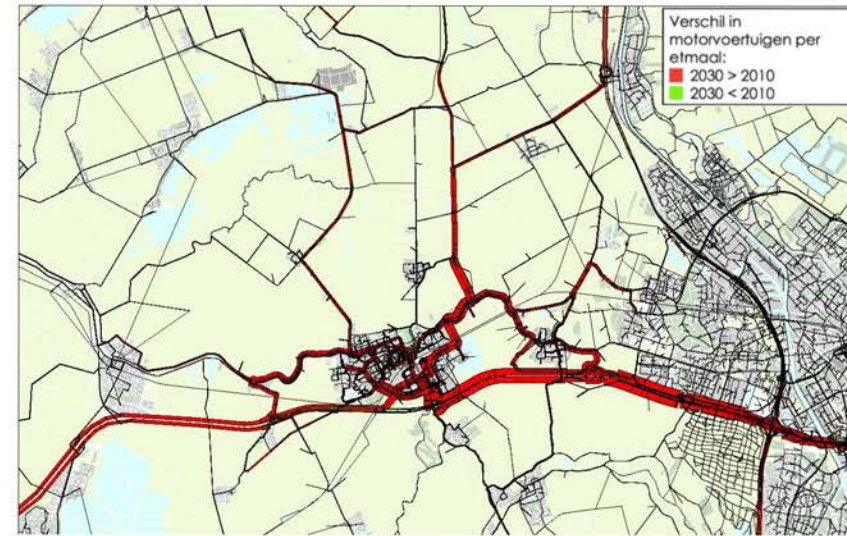 Verschil in
motorvoertuigen per
etmaal:
2030 > 2010
2030 < 2010